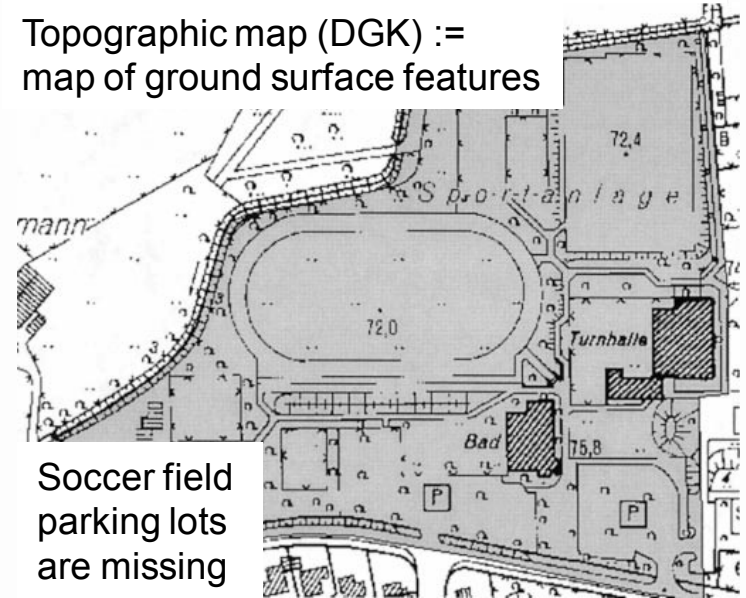 Topographic map (DGK) :=
map of ground surface features
72,4
Sportanlage
mann
72,0
Turnhalle
Bad
75,8
P
P
Soccer field
parking lots
are missing